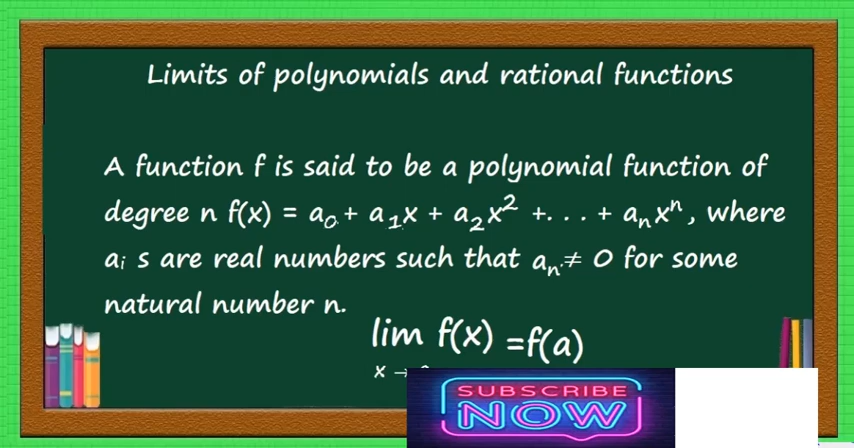 Limits of polynomials and rational functions
A function f is said to be a polynomial function of
degree n f(x) = a₀ + a₁x + a₂x² +. . . + aₙxⁿ, where
aᵢ s are real numbers such that aₙ ≠ 0 for some
natural number n.
lim f(x) =f(a)
x →
SUBSCRIBE
NOW